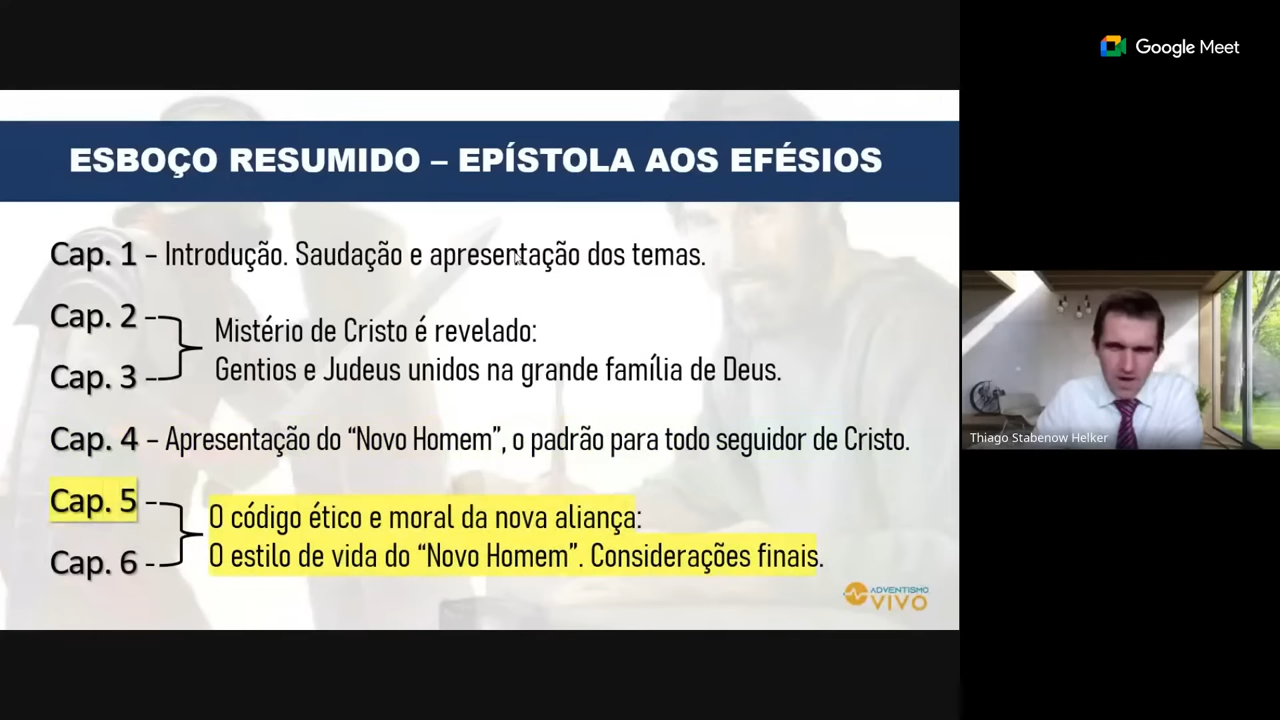 Google Meet
ESBOÇO RESUMIDO – EPÍSTOLA AOS EFÉSIOS
Cap. 1 – Introdução. Saudação e apresentação dos temas.
Cap. 2 –
Mistério de Cristo é revelado:
Gentios e Judeus unidos na grande família de Deus.
Cap. 3 –
Cap. 4 – Apresentação do “Novo Homem”, o padrão para todo seguidor de Cristo.
Cap. 5 –
O código ético e moral da nova aliança:
O estilo de vida do “Novo Homem”. Considerações finais.
Cap. 6 –
ADVENTISMO
VIVO
Thiago Stabenow Helker